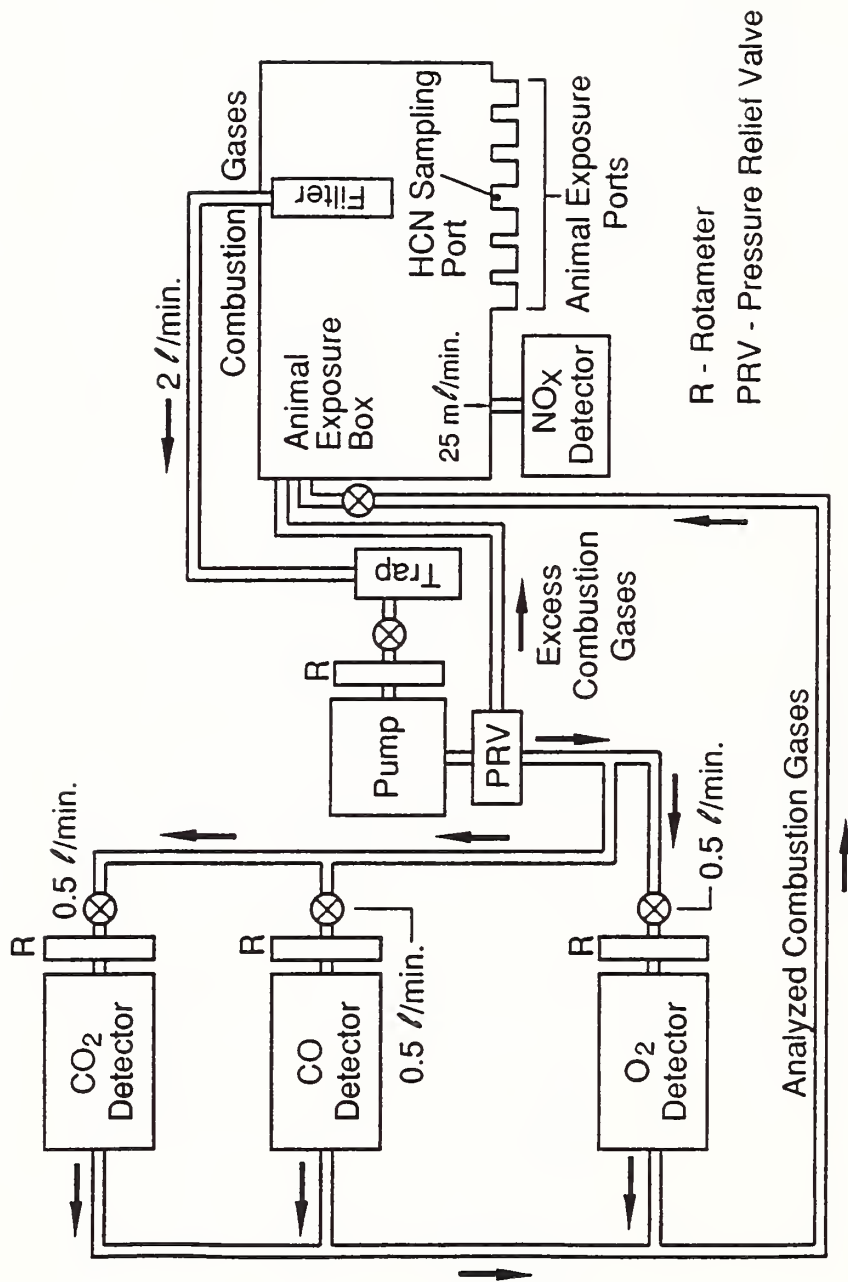 CO2
Detector
R
0.5 ℓ/min.
CO
Detector
R
0.5 ℓ/min.
O2
Detector
R
0.5 ℓ/min.
Pump
R
Trap
PRV
Excess
Combustion
Gases
Analyzed Combustion Gases
2 ℓ/min.
Combustion Gases
Filter
Animal
Exposure
Box
HCN Sampling
Port
25 mℓ/min.
NOX
Detector
Animal Exposure
Ports
R - Rotameter
PRV - Pressure Relief Valve